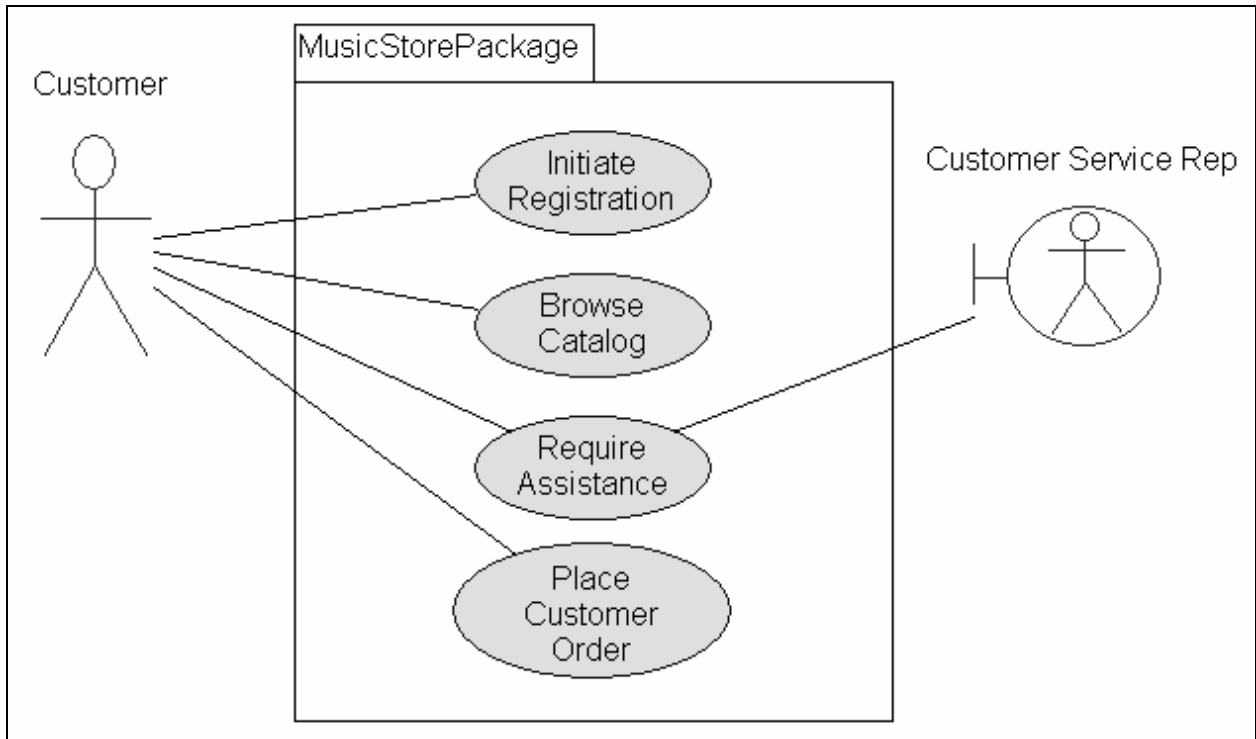 MusicStorePackage
Customer
Initiate
Registration
Customer Service Rep
Browse
Catalog
Require
Assistance
Place
Customer
Order